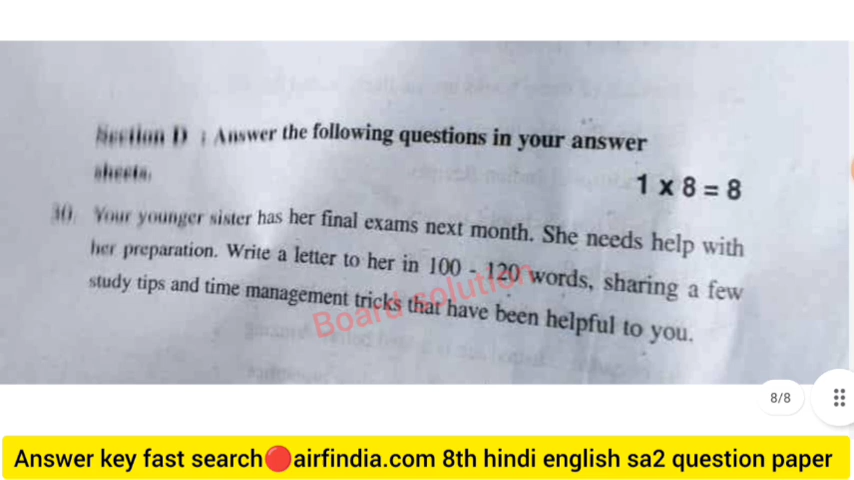 Section D : Answer the following questions in your answer
sheets.
1 x 8 = 8
30. Your younger sister has her final exams next month. She needs help with
her preparation. Write a letter to her in 100 - 120 words, sharing a few
study tips and time management tricks that have been helpful to you.
Board solution
8/8
Answer key fast search🔴airfindia.com 8th hindi english sa2 question paper